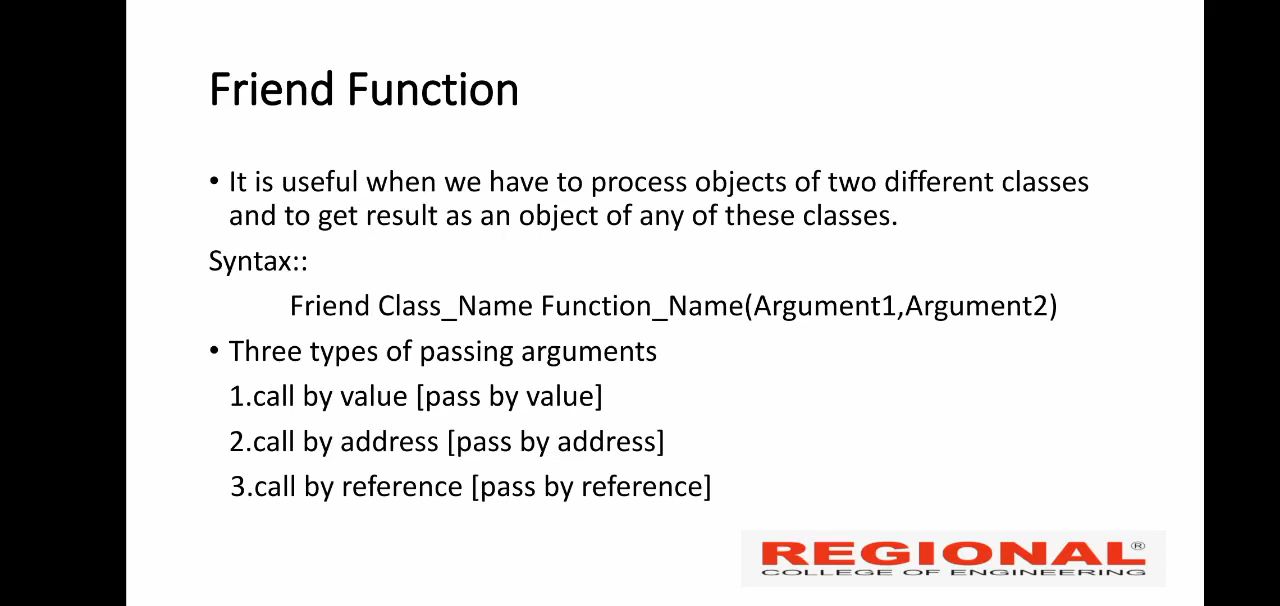 Friend Function
• It is useful when we have to process objects of two different classes
and to get result as an object of any of these classes.
Syntax::
Friend Class_Name Function_Name(Argument1,Argument2)
• Three types of passing arguments
1.call by value [pass by value]
2.call by address [pass by address]
3.call by reference [pass by reference]
REGIONAL®
COLLEGE OF ENGINEERING